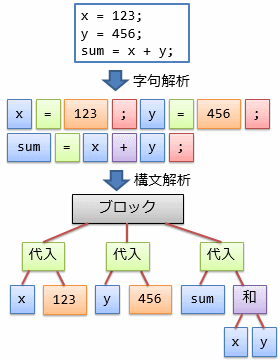 x = 123;
y = 456;
sum = x + y;
字句解析
x = 123 ; y = 456 ;
sum = x + y ;
構文解析
ブロック
代入 代入 代入
x 123 y 456 sum 和
x y